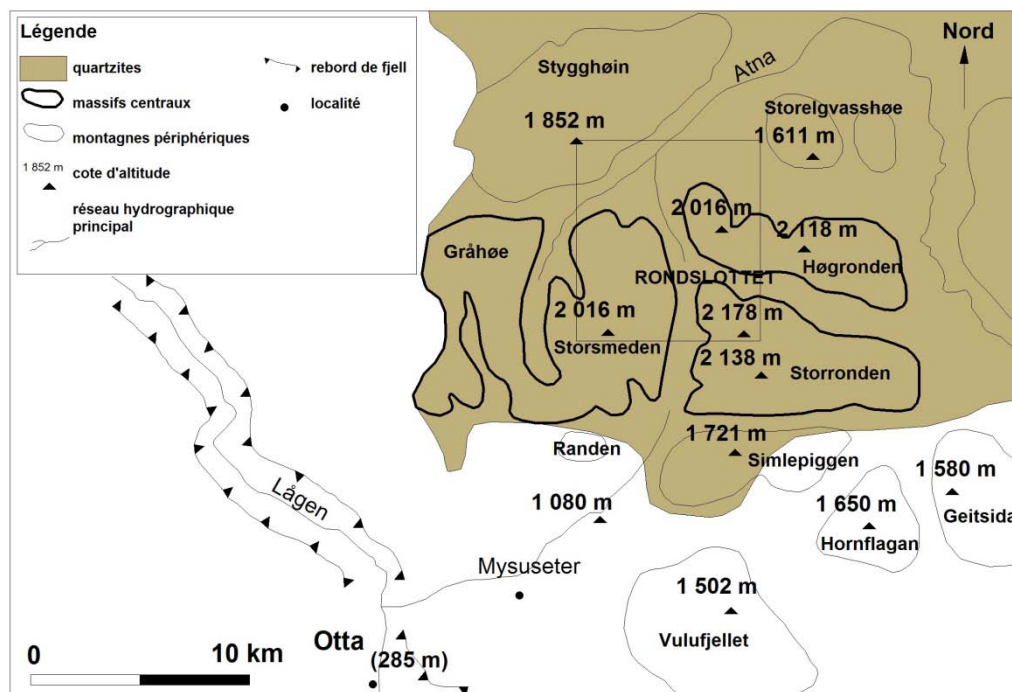 Légende
quartzites
massifs centraux
montagnes périphériques
1 852 m
cote d'altitude
réseau hydrographique
principal
rebord de fjell
localité
Nord
Stygghøin
Atna
Storelgvasshøe
1 852 m
1 611 m
2 016 m
2 118 m
Gråhøe
RONDSLOTTET
Høgronden
2 016 m
2 178 m
Storsmeden
2 138 m
Storronden
1 721 m
Randen
Simlepiggen
1 580 m
Lågen
1 080 m
1 650 m
Geitsida
Hornflagan
Mysuseter
1 502 m
Vulufjellet
Otta
(285 m)
0
10 km